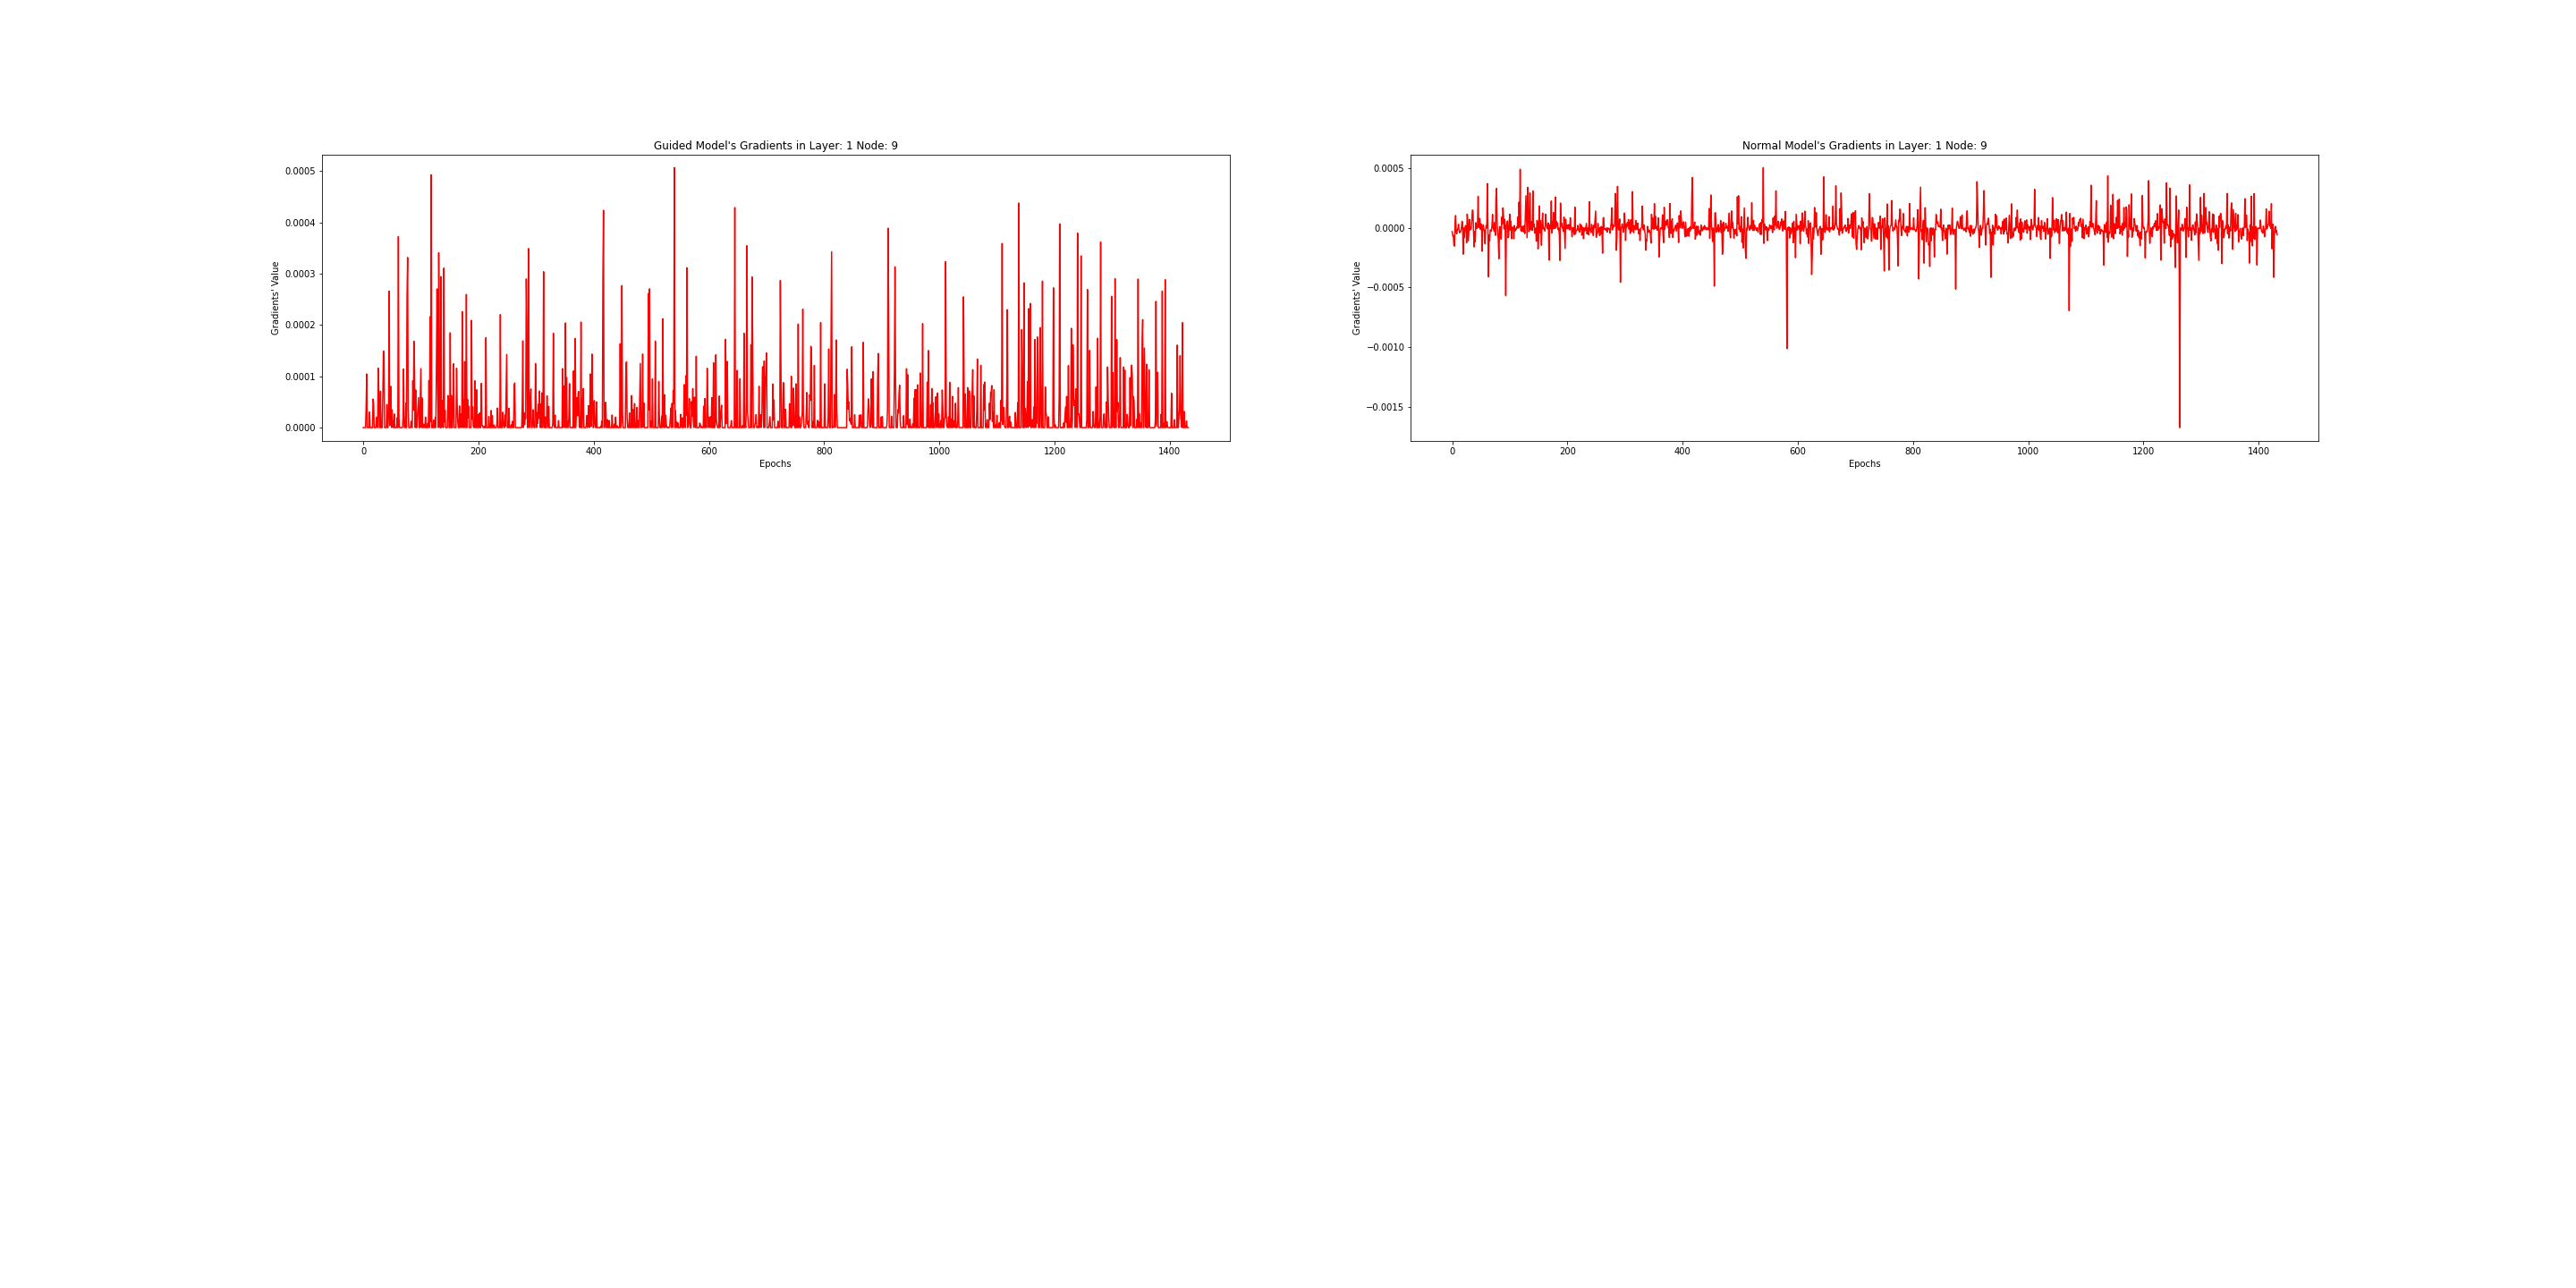 Guided Model's Gradients in Layer: 1 Node: 9
Gradients' Value
0.0005
0.0004
0.0003
0.0002
0.0001
0.0000
0 200 400 600 800 1000 1200 1400
Epochs
Normal Model's Gradients in Layer: 1 Node: 9
Gradients' Value
0.0005
0.0000
−0.0005
−0.0010
−0.0015
0 200 400 600 800 1000 1200 1400
Epochs